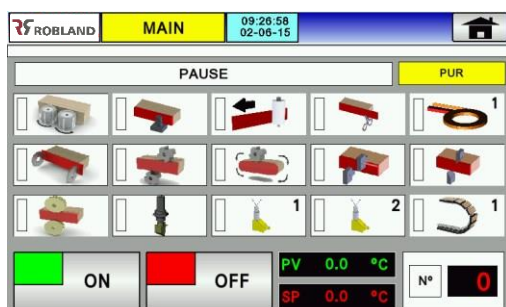 ROBLAND
MAIN
09:26:58
02-06-15
PAUSE
PUR
1
1
2
1
ON
OFF
PV 0.0 °C
SP 0.0 °C
Nº 0